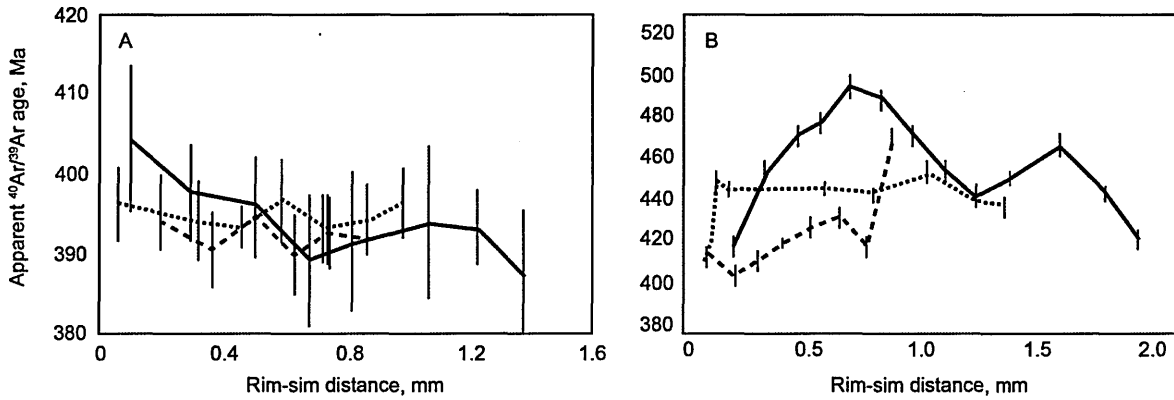 Apparent ⁴⁰Ar/³⁹Ar age, Ma
A
420
410
400
390
380
0 0.4 0.8 1.2 1.6
Rim-sim distance, mm
B
520
500
480
460
440
420
400
380
0 0.5 1.0 1.5 2.0
Rim-sim distance, mm